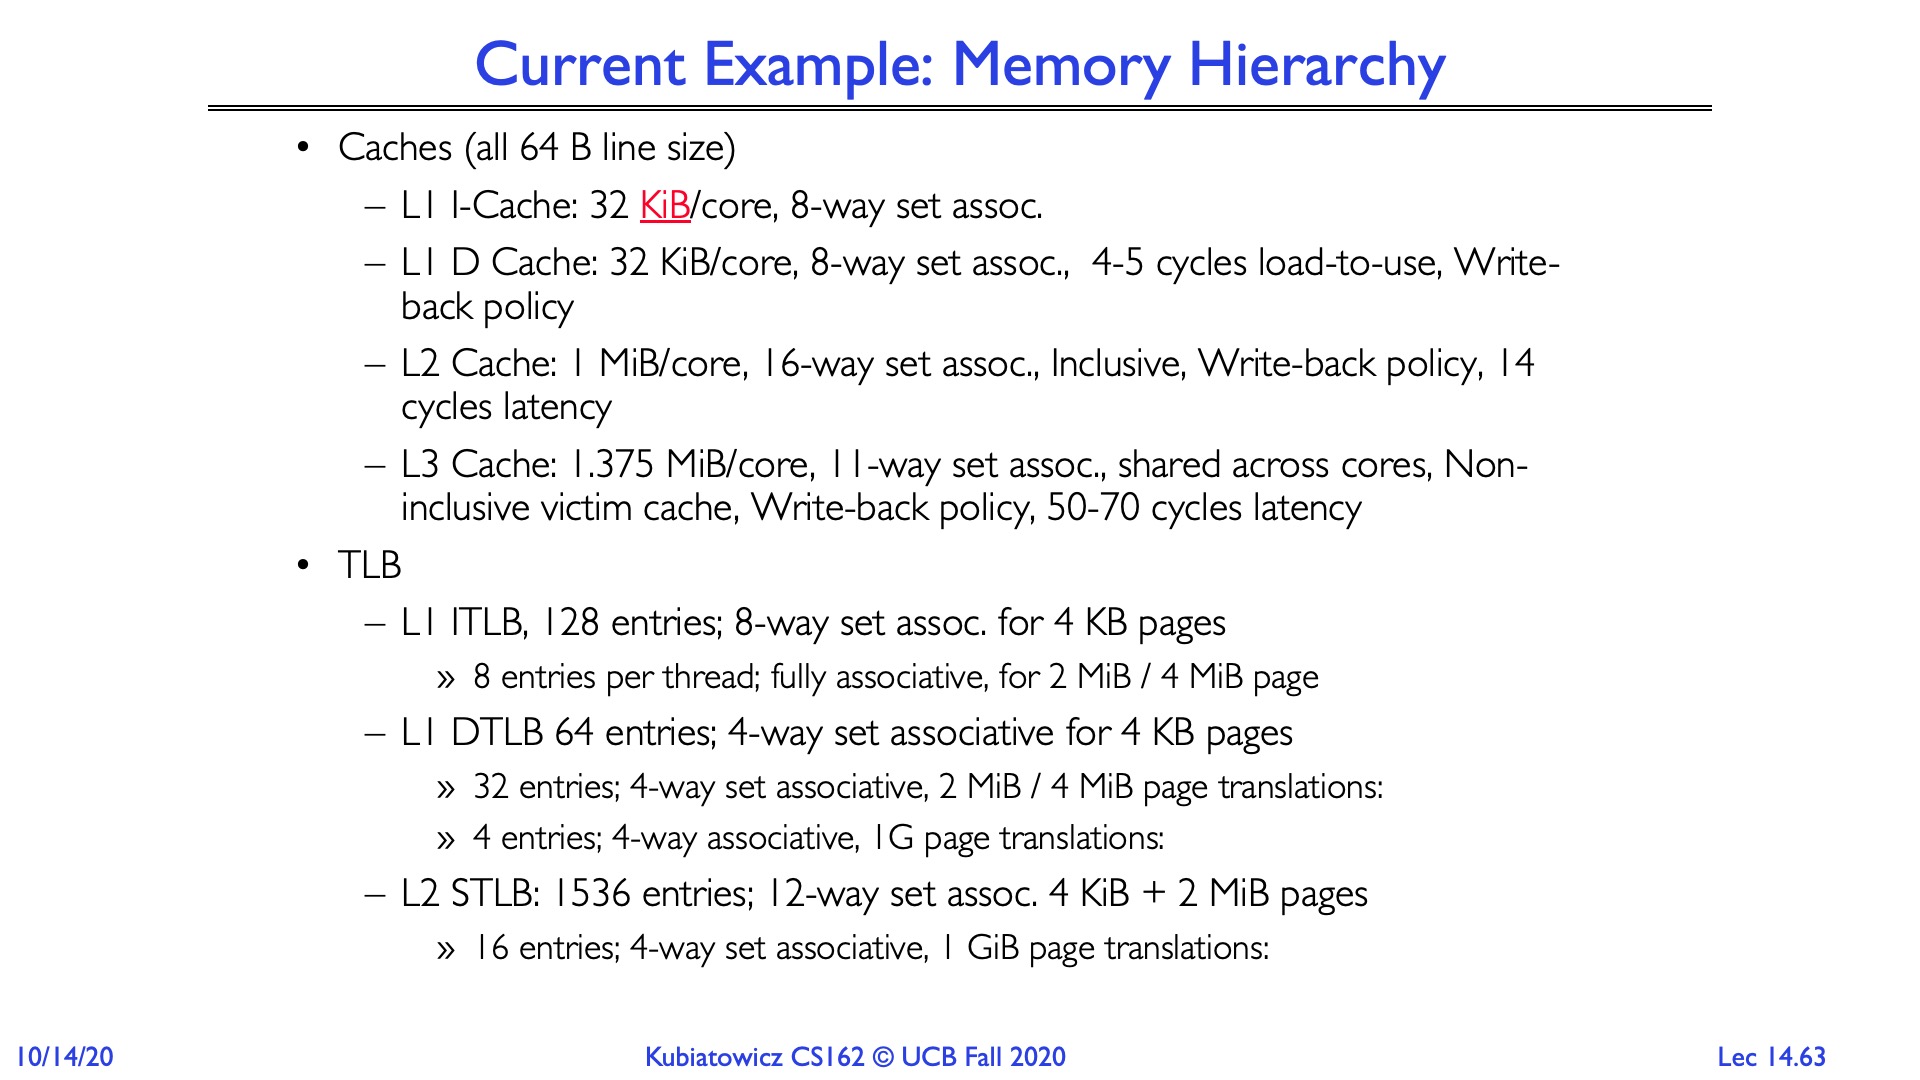 Current Example: Memory Hierarchy
• Caches (all 64 B line size)
– L1 I-Cache: 32 KiB/core, 8-way set assoc.
– L1 D Cache: 32 KiB/core, 8-way set assoc.,  4-5 cycles load-to-use, Write-
back policy
– L2 Cache: 1 MiB/core, 16-way set assoc., Inclusive, Write-back policy, 14
cycles latency
– L3 Cache: 1.375 MiB/core, 11-way set assoc., shared across cores, Non-
inclusive victim cache, Write-back policy, 50-70 cycles latency
• TLB
– L1 ITLB, 128 entries; 8-way set assoc. for 4 KB pages
» 8 entries per thread; fully associative, for 2 MiB / 4 MiB page
– L1 DTLB 64 entries; 4-way set associative for 4 KB pages
» 32 entries; 4-way set associative, 2 MiB / 4 MiB page translations:
» 4 entries; 4-way associative, 1G page translations:
– L2 STLB: 1536 entries; 12-way set assoc. 4 KiB + 2 MiB pages
» 16 entries; 4-way set associative, 1 GiB page translations:
10/14/20
Kubiatowicz CS162 © UCB Fall 2020
Lec 14.63